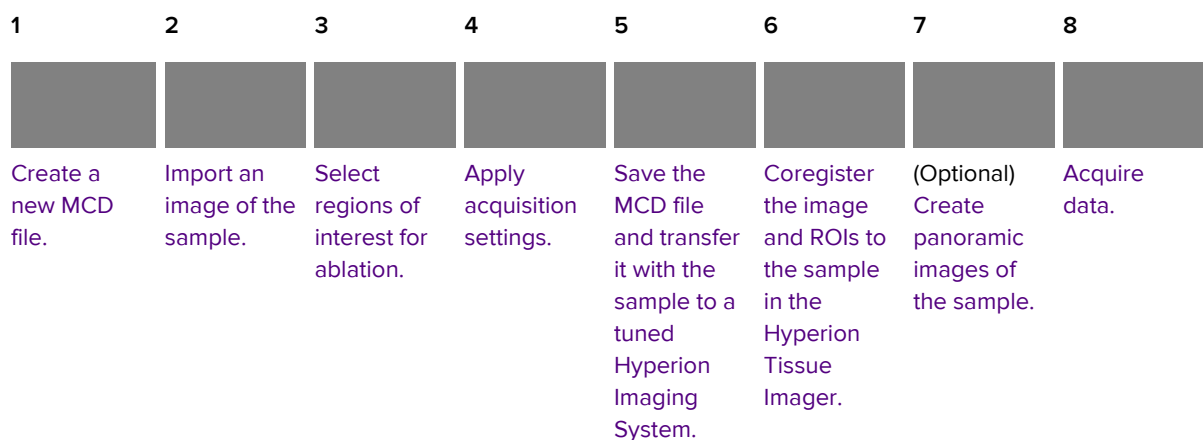 1
2
3
4
5
6
7
8
Create a
new MCD
file.
Import an
image of the
sample.
Select
regions of
interest for
ablation.
Apply
acquisition
settings.
Save the
MCD file
and transfer
it with the
sample to a
tuned
Hyperion
Imaging
System.
Coregister
the image
and ROIs to
the sample
in the
Hyperion
Tissue
Imager.
(Optional)
Create
panoramic
images of
the sample.
Acquire
data.